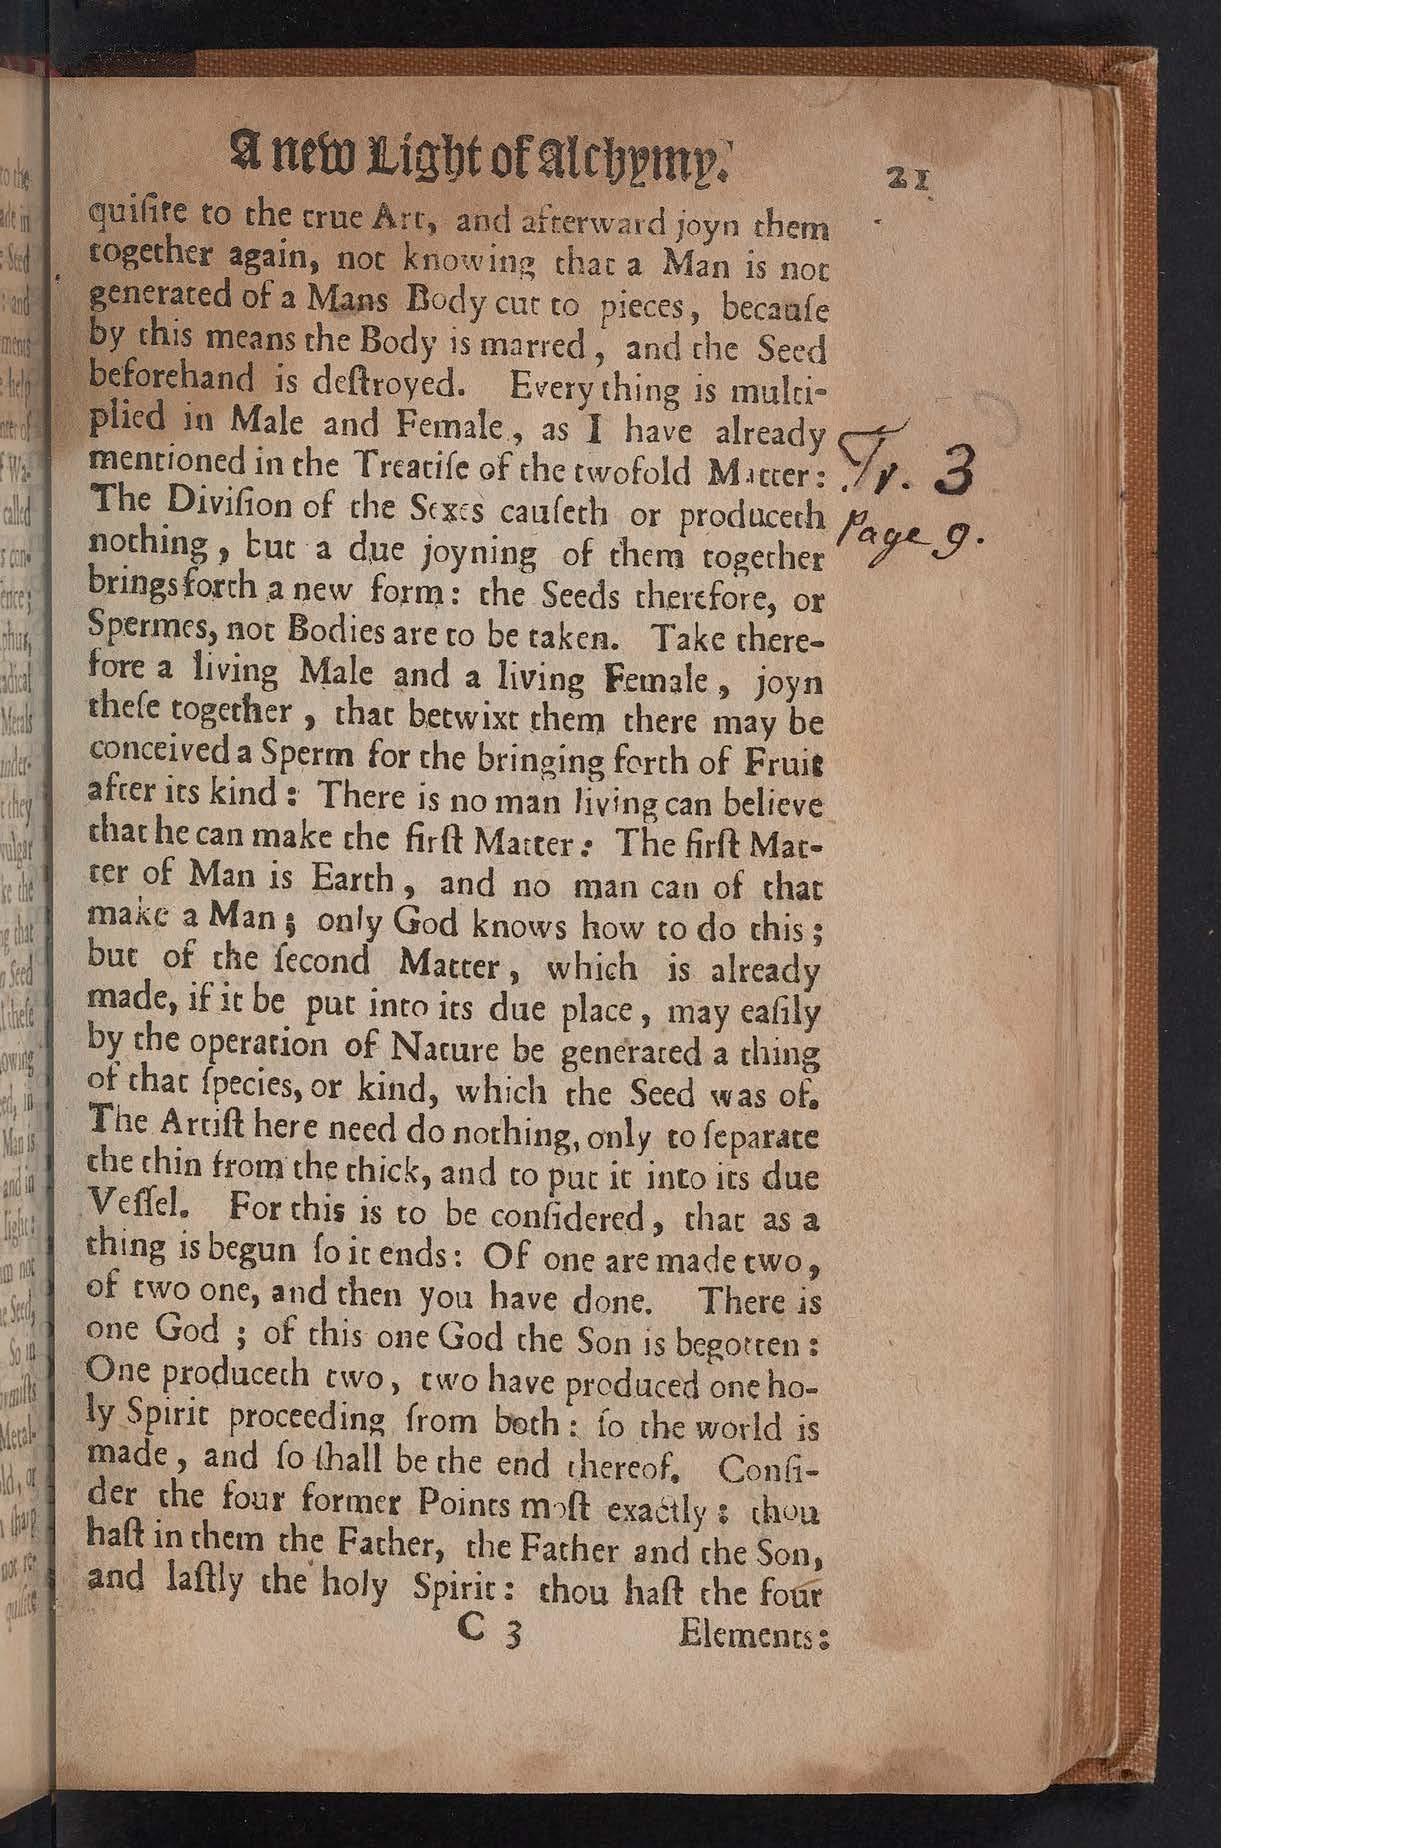 A new Light of Alchymy.
21
quiſite to the true Art, and afterward joyn them
together again, not knowing that a Man is not
generated of a Mans Body cut to pieces, becauſe
by this means the Body is marred, and the Seed
beforehand is deſtroyed. Every thing is multi-
plied in Male and Female, as I have already
mentioned in the Treatiſe of the twofold Matter:
Tr. 3
The Diviſion of the Sexes cauſeth or produceth
Page 9.
nothing, but a due joyning of them together
brings forth a new form: the Seeds therefore, or
Spermes, not Bodies are to be taken. Take there-
fore a living Male and a living Female, joyn
theſe together, that betwixt them there may be
conceived a Sperm for the bringing forth of Fruit
after its kind: There is no man living can believe
that he can make the firſt Matter: The firſt Mat-
ter of Man is Earth, and no man can of that
make a Man; only God knows how to do this;
but of the ſecond Matter, which is already
made, if it be put into its due place, may eaſily
by the operation of Nature be generated a thing
of that ſpecies, or kind, which the Seed was of.
The Artiſt here need do nothing, only to ſeparate
the thin from the thick, and to put it into its due
Veſſel. For this is to be conſidered, that as a
thing is begun ſo it ends: Of one are made two,
of two one, and then you have done. There is
one God; of this one God the Son is begotten:
One produceth two, two have produced one ho-
ly Spirit proceeding from both: ſo the world is
made, and ſo ſhall be the end thereof. Conſi-
der the four former Points moſt exactly: thou
haſt in them the Father, the Father and the Son,
and laſtly the holy Spirit: thou haſt the four
C 3 Elements: